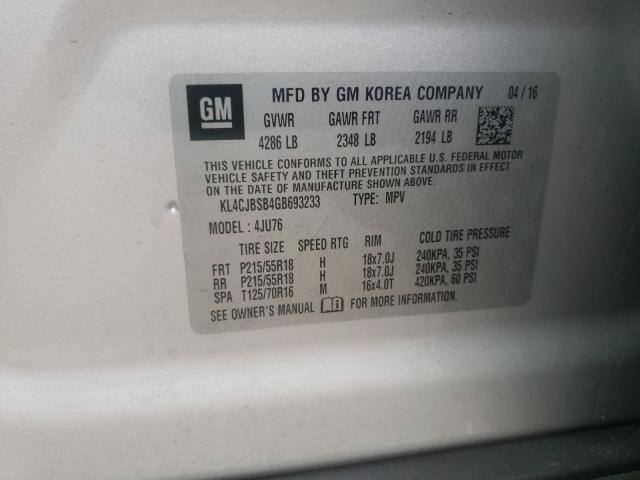 GM MFD BY GM KOREA COMPANY 04/16
GVWR GAWR FRT GAWR RR
4286 LB 2348 LB 2194 LB
THIS VEHICLE CONFORMS TO ALL APPLICABLE U.S. FEDERAL MOTOR
VEHICLE SAFETY AND THEFT PREVENTION STANDARDS IN EFFECT
ON THE DATE OF MANUFACTURE SHOWN ABOVE.
KL4CJBSB4GB693233 TYPE: MPV
MODEL : 4JU76
TIRE SIZE SPEED RTG RIM COLD TIRE PRESSURE
FRT P215/55R18 H 18x7.0J 240KPA, 35 PSI
RR P215/55R18 H 18x7.0J 240KPA, 35 PSI
SPA T125/70R16 M 16x4.0T 420KPA, 60 PSI
SEE OWNER'S MANUAL FOR MORE INFORMATION.